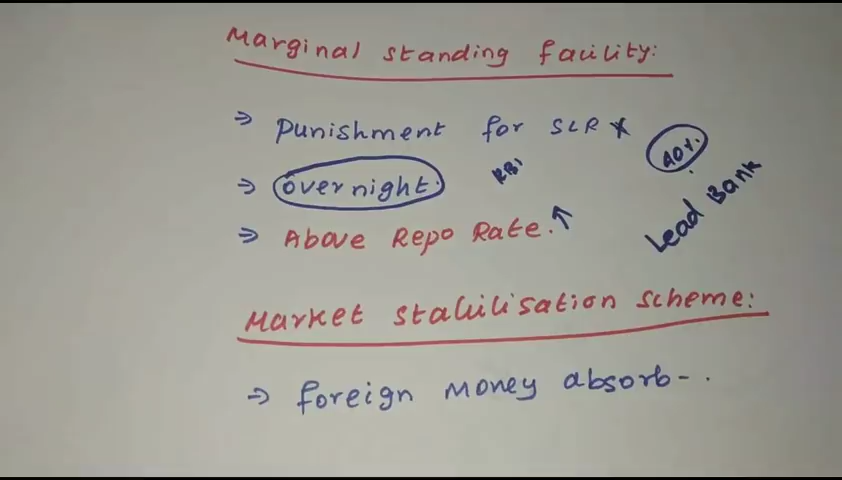 Marginal standing facility:
⇒ punishment for SLR x
40%.
⇒ overnight.
RBI
Lead Bank
⇒ Above Repo Rate. ↑
Market stabilisation scheme:
⇒ foreign money absorb-.